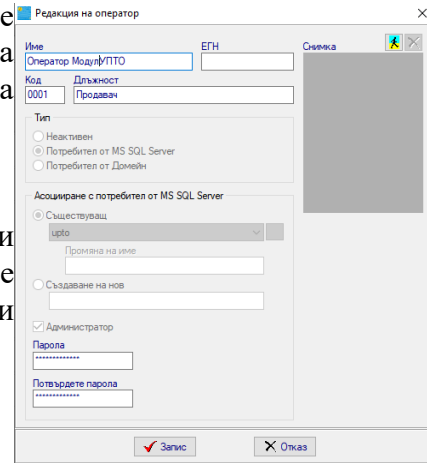 е
а
а
и
е
и
Редакция на оператор
Име
ЕГН
Снимка
Оператор МодулУПТО
Код
Длъжност
0001
Продавач
Тип
Неактивен
Потребител от MS SQL Server
Потребител от Домейн
Асоцииране с потребител от MS SQL Server
Съществуващ
upto
Промяна на име
Създаване на нов
Администратор
Парола
*************
Потвърдете парола
*************
Запис
Отказ